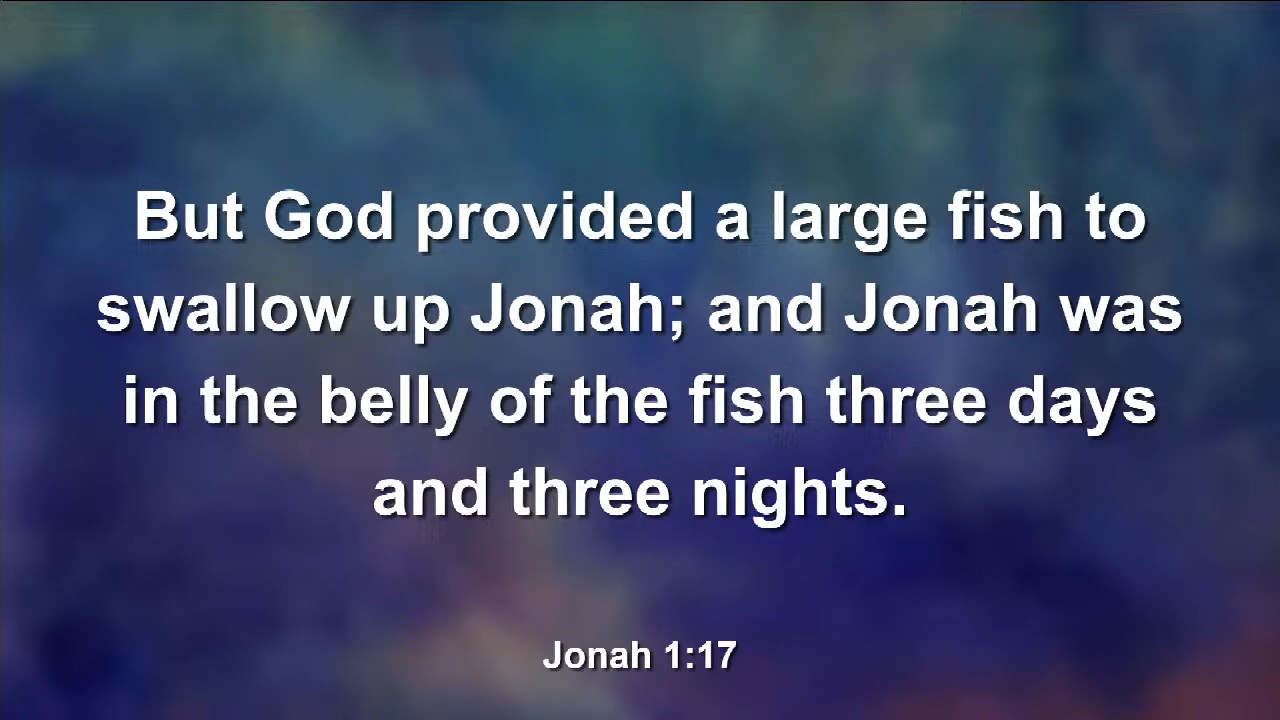 But God provided a large fish to
swallow up Jonah; and Jonah was
in the belly of the fish three days
and three nights.
Jonah 1:17